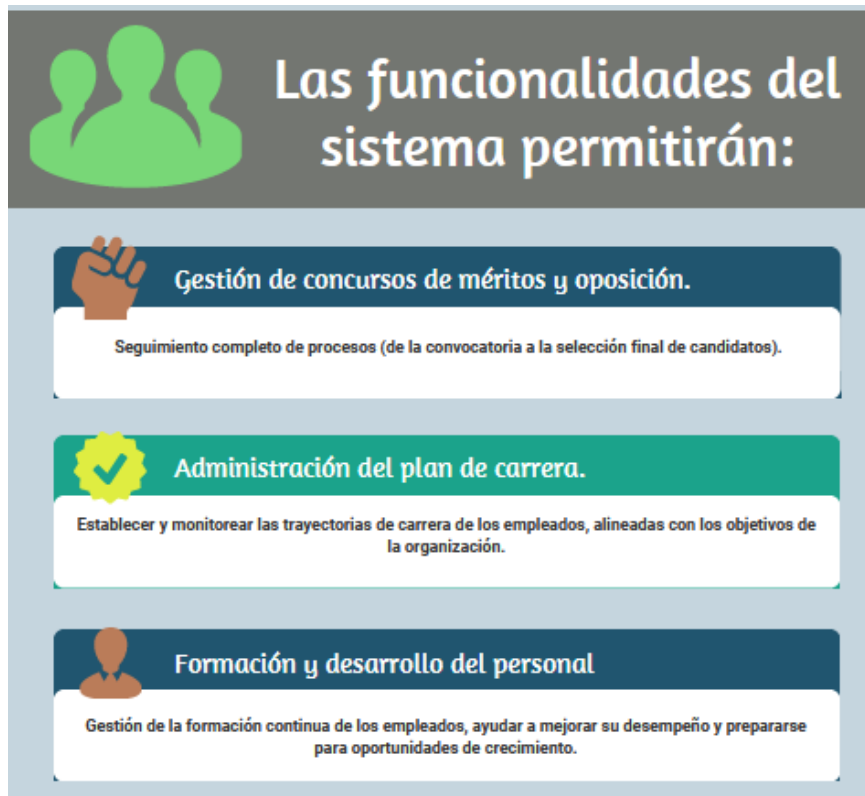 Las funcionalidades del
sistema permitirán:
Gestión de concursos de méritos y oposición.
Seguimiento completo de procesos (de la convocatoria a la selección final de candidatos).
Administración del plan de carrera.
Establecer y monitorear las trayectorias de carrera de los empleados, alineadas con los objetivos de
la organización.
Formación y desarrollo del personal
Gestión de la formación continua de los empleados, ayudar a mejorar su desempeño y prepararse
para oportunidades de crecimiento.